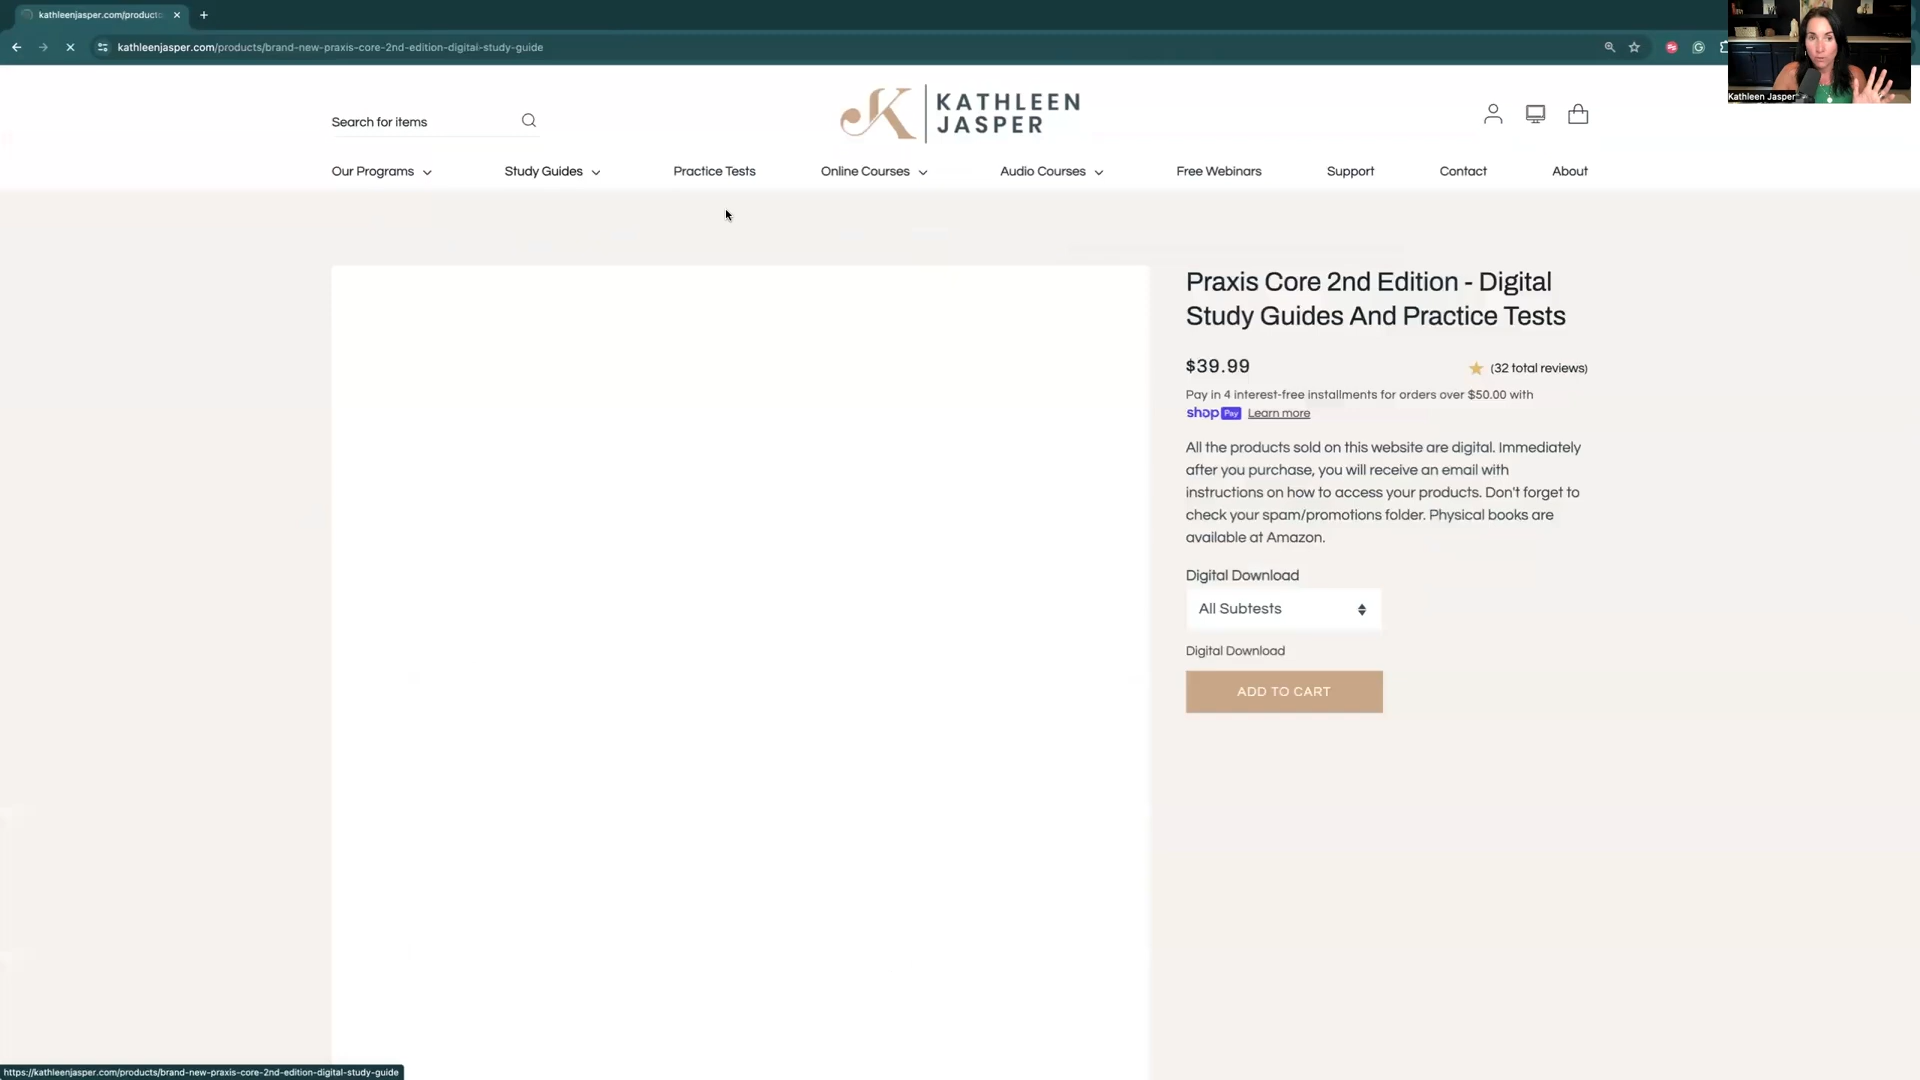 kathleenjasper.com/product
kathleenjasper.com/products/brand-new-praxis-core-2nd-edition-digital-study-guide
Kathleen Jasper
Search for items
KATHLEEN
JASPER
Our Programs
Study Guides
Practice Tests
Online Courses
Audio Courses
Free Webinars
Support
Contact
About
Praxis Core 2nd Edition - Digital
Study Guides And Practice Tests
$39.99
(32 total reviews)
Pay in 4 interest-free installments for orders over $50.00 with
shop Pay Learn more
All the products sold on this website are digital. Immediately
after you purchase, you will receive an email with
instructions on how to access your products. Don't forget to
check your spam/promotions folder. Physical books are
available at Amazon.
Digital Download
All Subtests
Digital Download
ADD TO CART
https://kathleenjasper.com/products/brand-new-praxis-core-2nd-edition-digital-study-guide